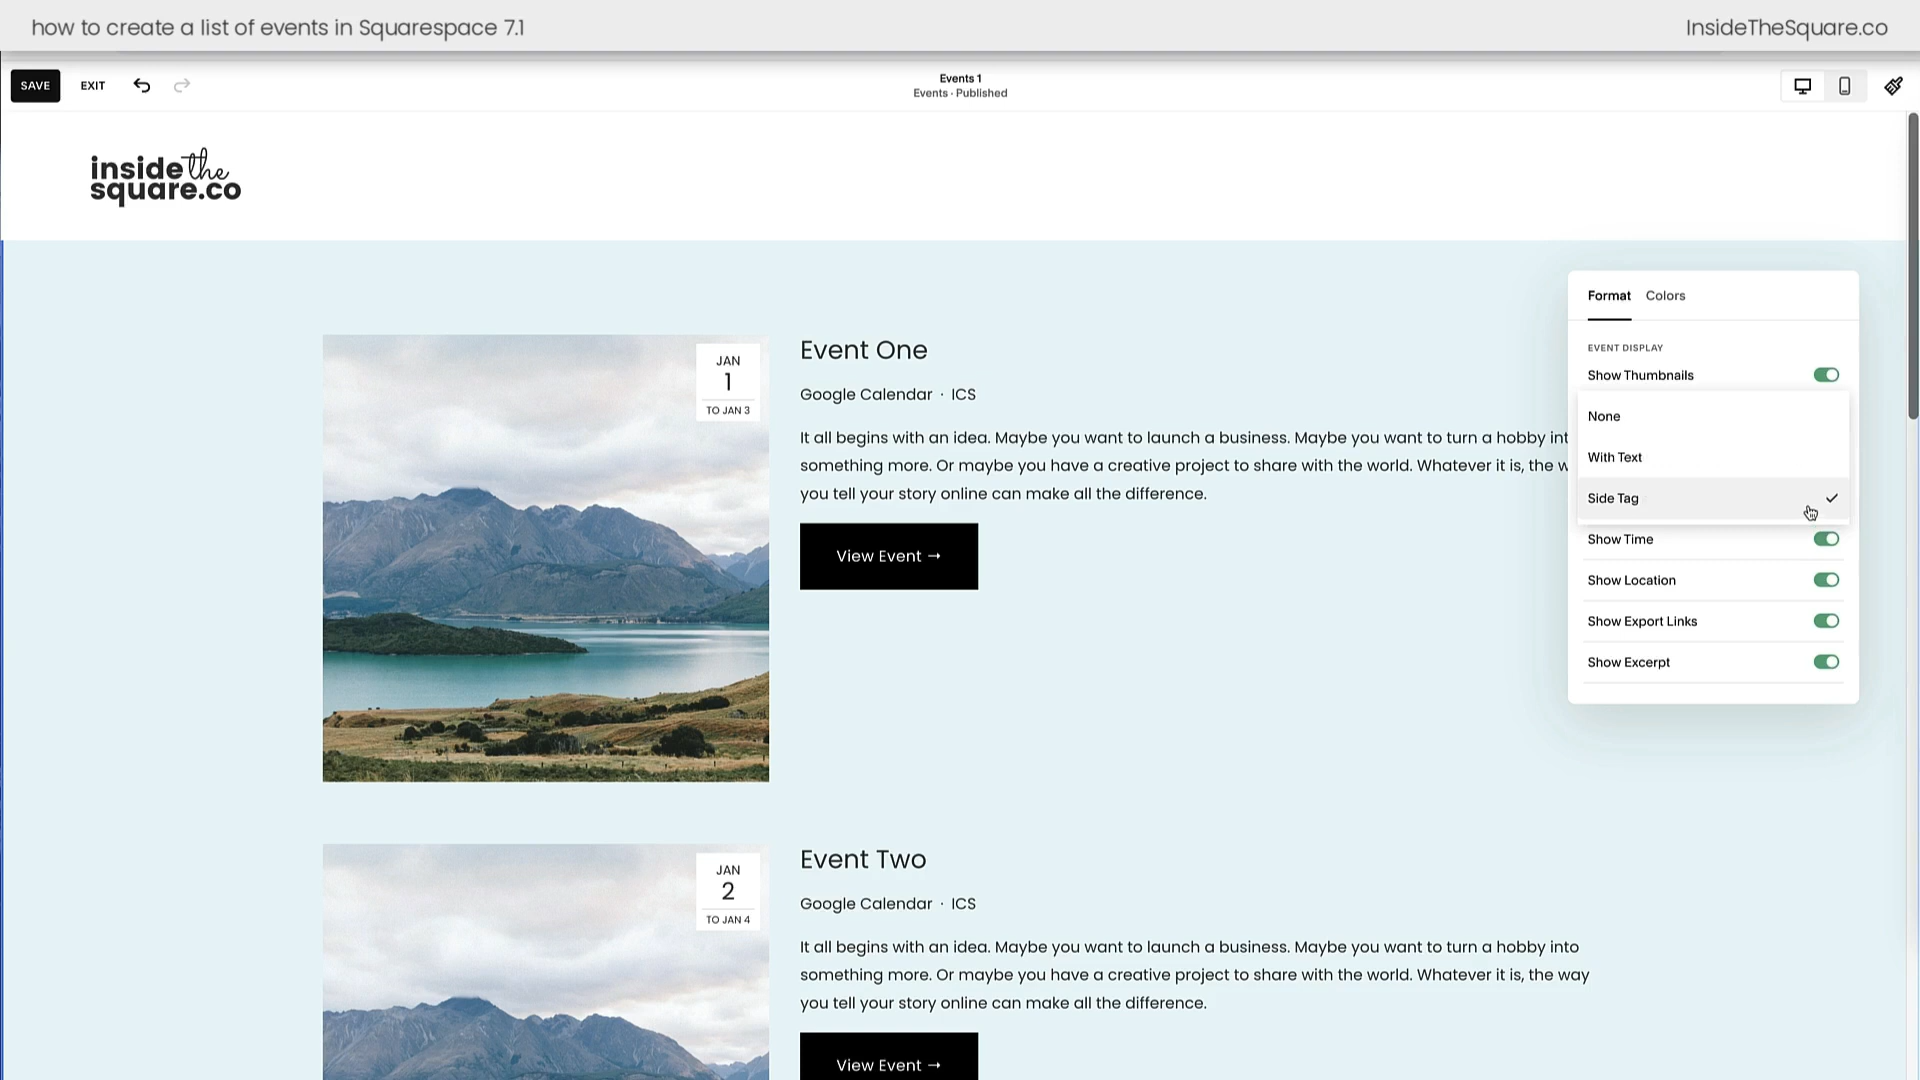 how to create a list of events in Squarespace 7.1
InsideTheSquare.co
SAVE
EXIT
Events 1
Events · Published
inside the
square.co
Format
Colors
EVENT DISPLAY
Show Thumbnails
None
With Text
Side Tag
Show Time
Show Location
Show Export Links
Show Excerpt
JAN
1
TO JAN 3
Event One
Google Calendar · ICS
It all begins with an idea. Maybe you want to launch a business. Maybe you want to turn a hobby int
something more. Or maybe you have a creative project to share with the world. Whatever it is, the w
you tell your story online can make all the difference.
View Event →
JAN
2
TO JAN 4
Event Two
Google Calendar · ICS
It all begins with an idea. Maybe you want to launch a business. Maybe you want to turn a hobby into
something more. Or maybe you have a creative project to share with the world. Whatever it is, the way
you tell your story online can make all the difference.
View Event →